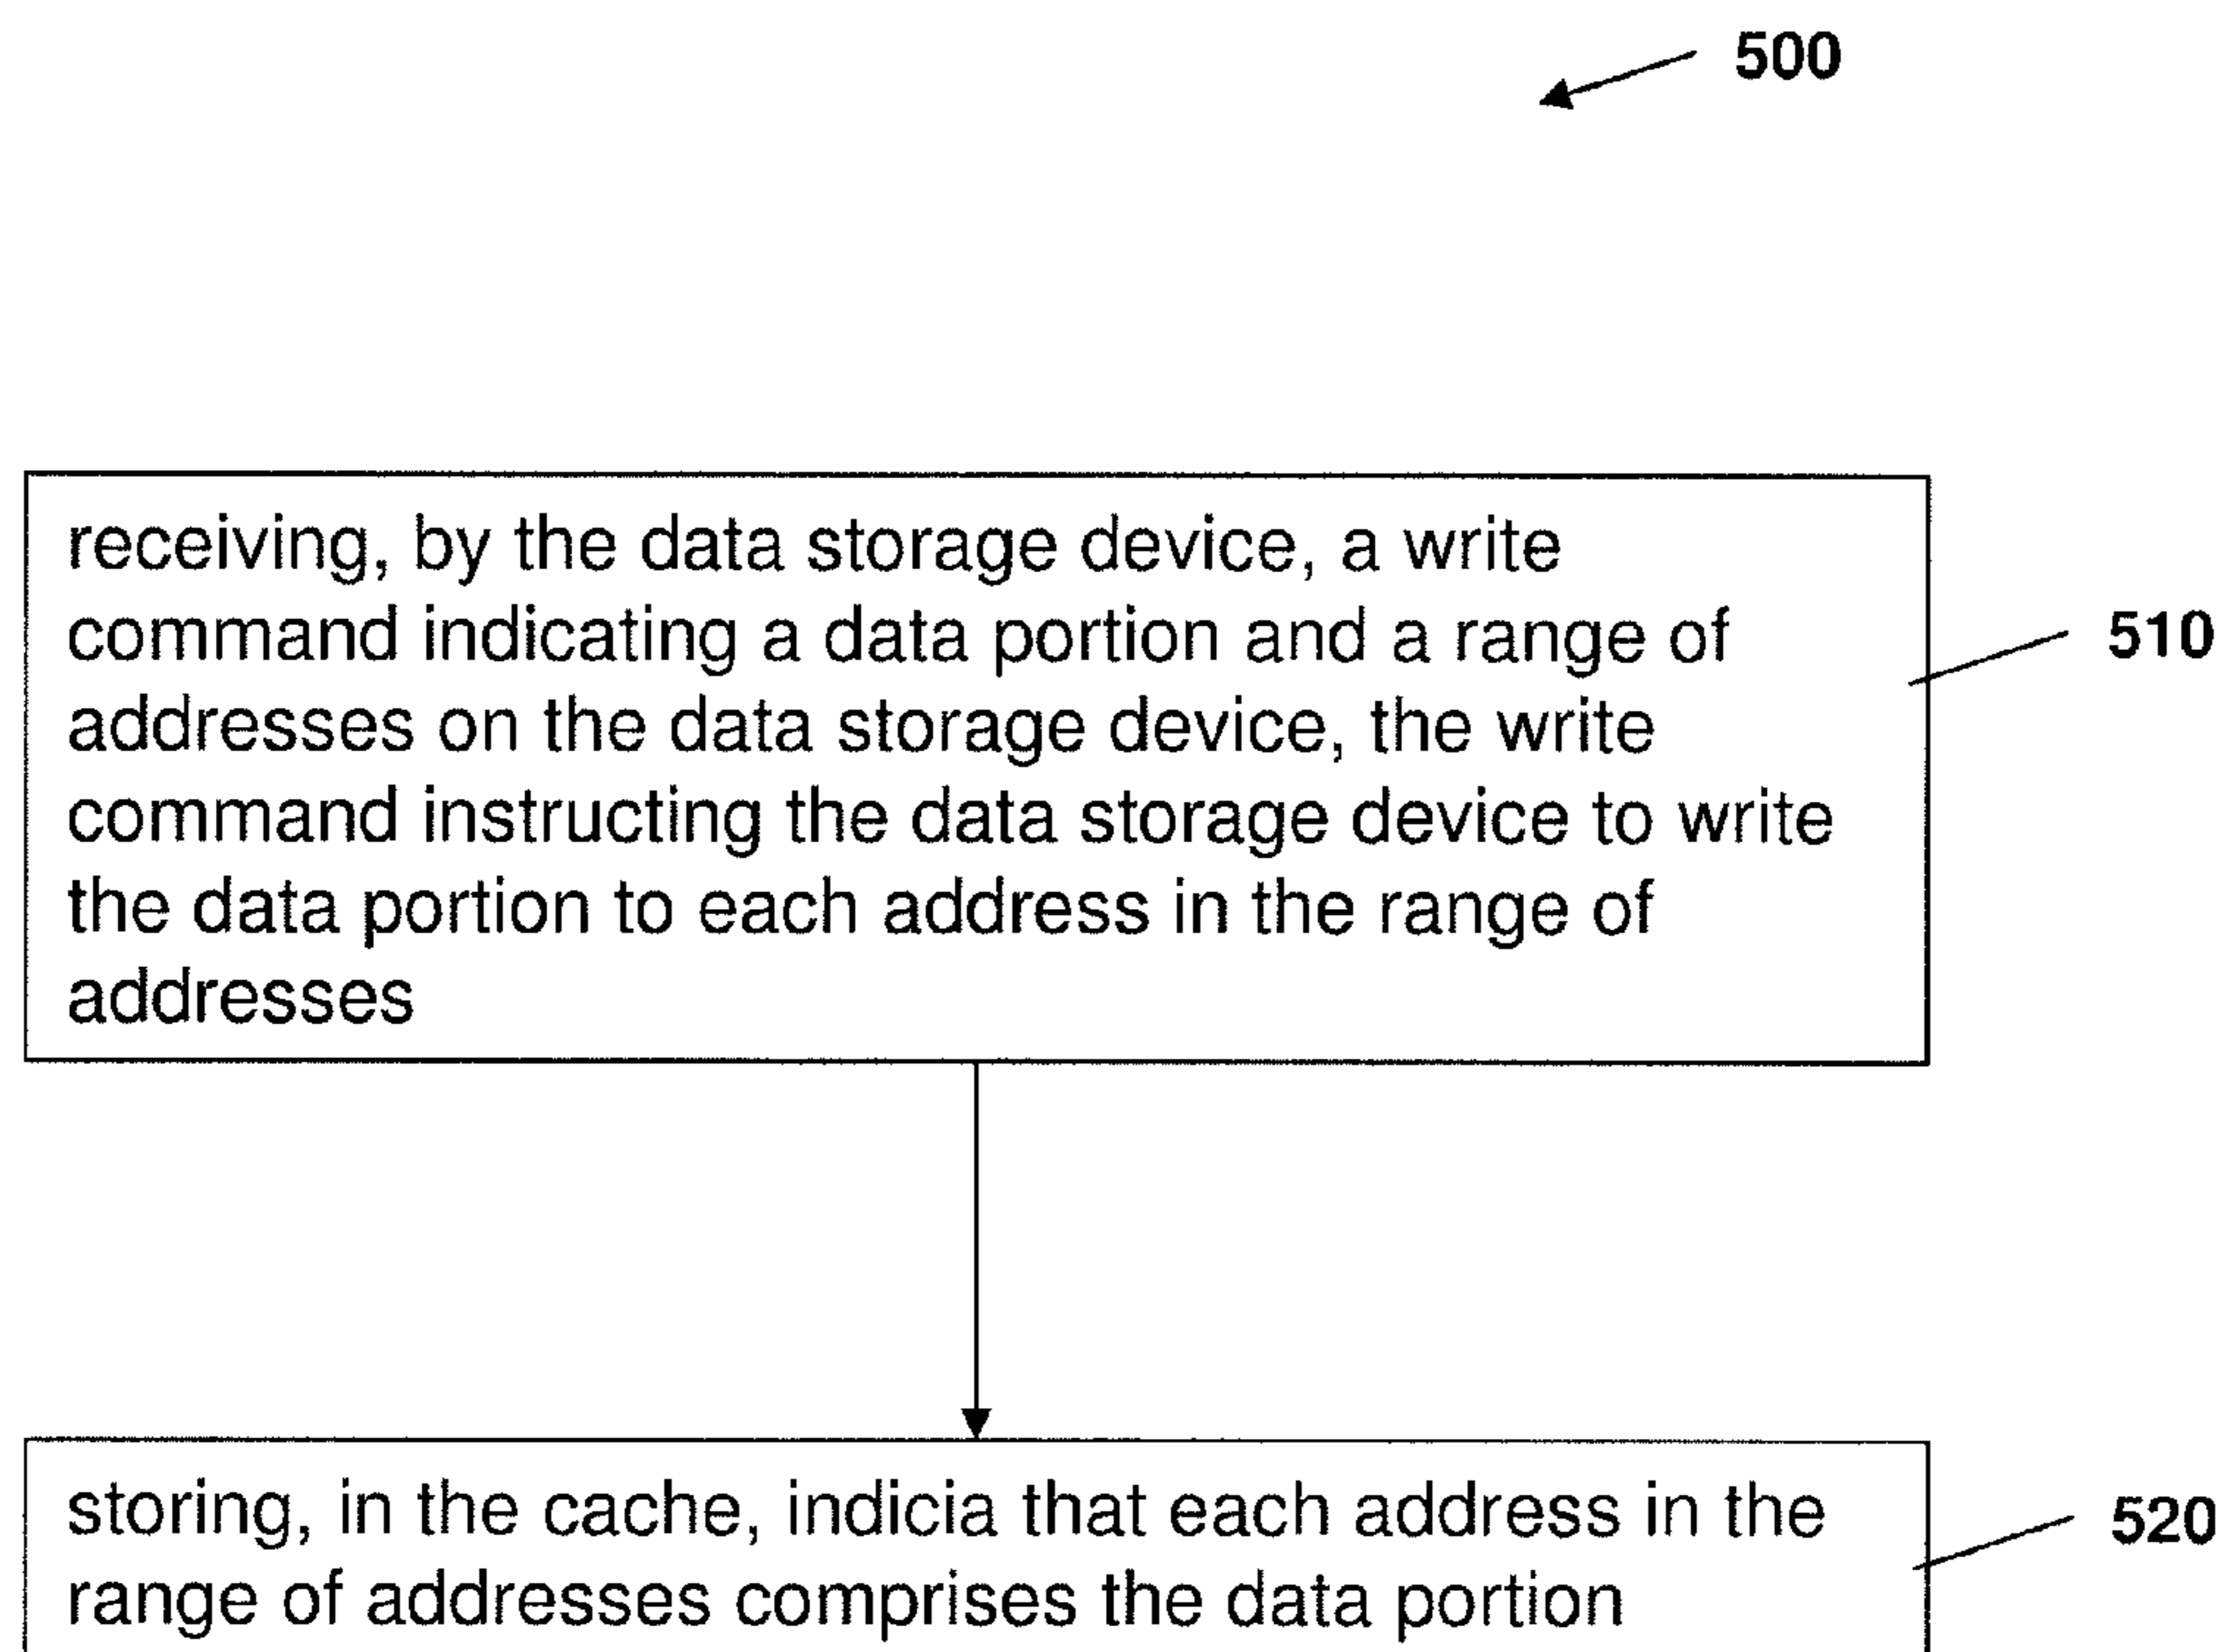 500
receiving, by the data storage device, a write
command indicating a data portion and a range of
addresses on the data storage device, the write
command instructing the data storage device to write
the data portion to each address in the range of
addresses
510
storing, in the cache, indicia that each address in the
range of addresses comprises the data portion
520